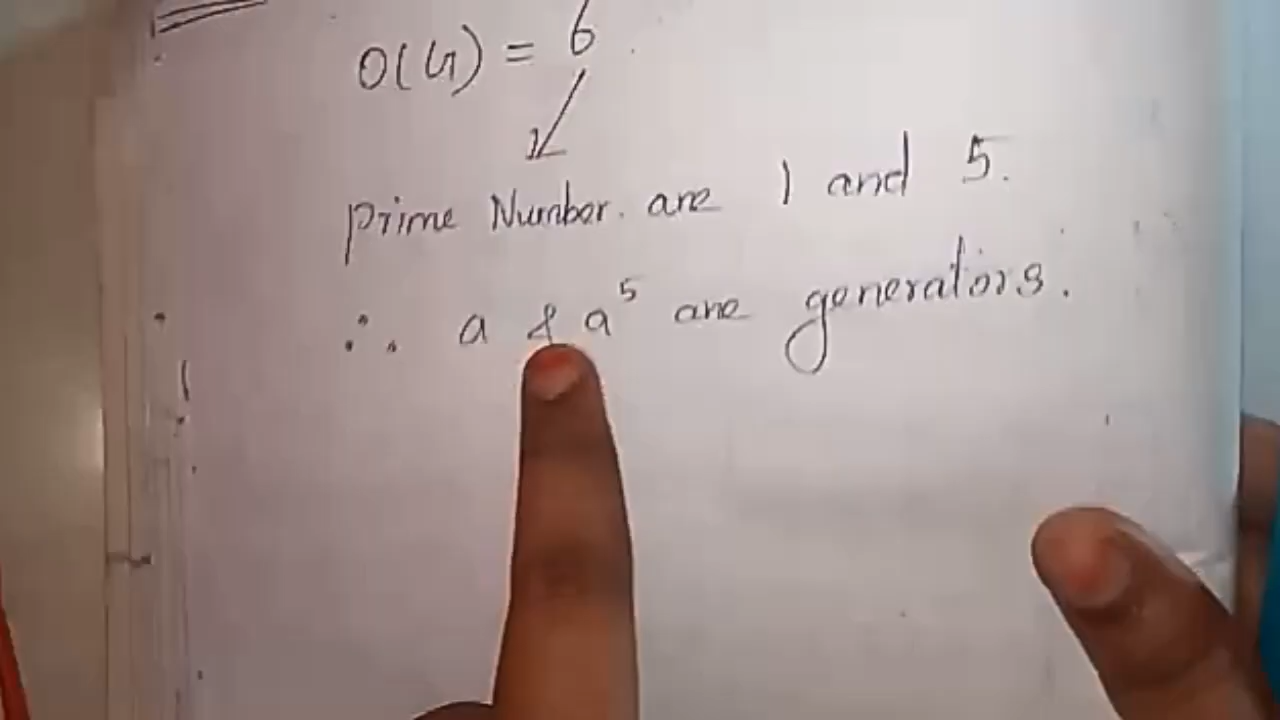 O(G) = 6.
Prime Number. are 1 and 5.
∴ a & a⁵ are generators.